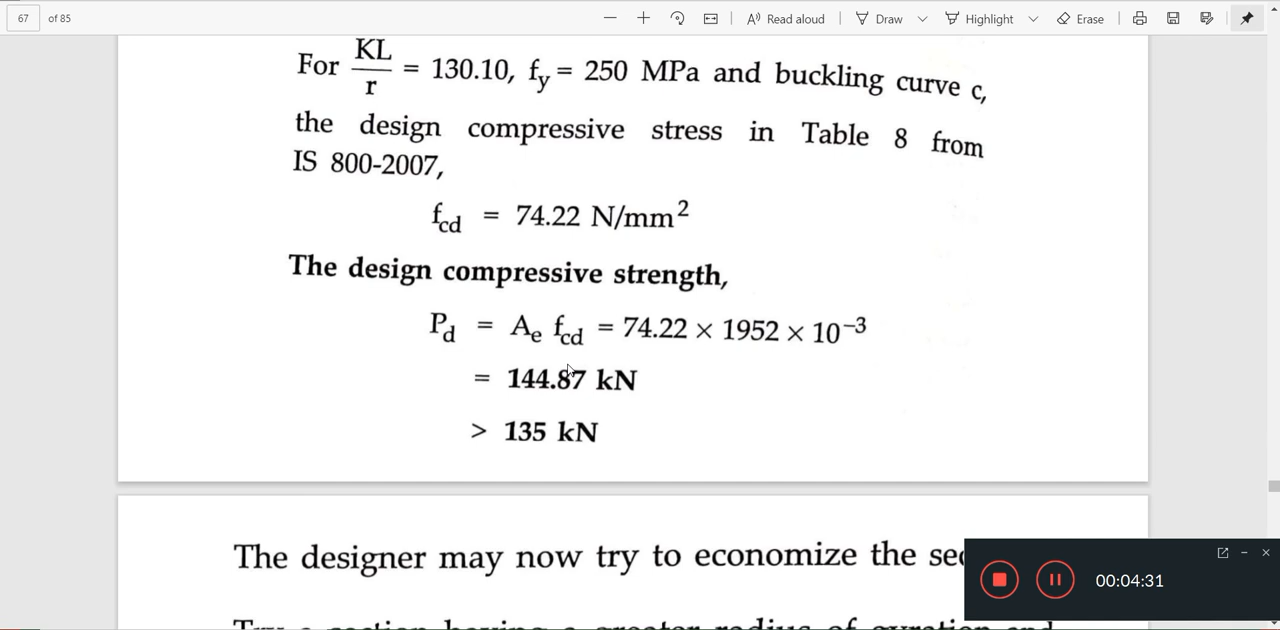 67 of 85
Read aloud
Draw
Highlight
Erase
For KL/r = 130.10, fy = 250 MPa and buckling curve c,
the design compressive stress in Table 8 from
IS 800-2007,
fcd = 74.22 N/mm²
The design compressive strength,
Pd = Ae fcd = 74.22 × 1952 × 10⁻³
= 144.87 kN
> 135 kN
The designer may now try to economize the
00:04:31